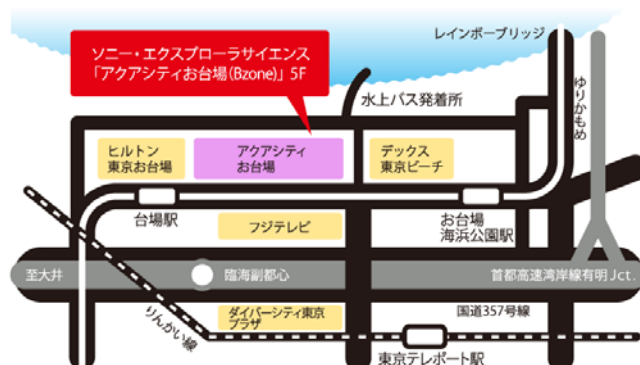 レインボーブリッジ
ソニー・エクスプローラサイエンス
「アクアシティお台場(Bzone)」5F
ゆりかもめ
水上バス発着所
ヒルトン
東京お台場
アクアシティ
お台場
デックス
東京ビーチ
台場駅
フジテレビ
お台場
海浜公園駅
至大井
臨海副都心
首都高速湾岸線有明Jct.
りんかい線
ダイバーシティ東京
プラザ
国道357号線
東京テレポート駅